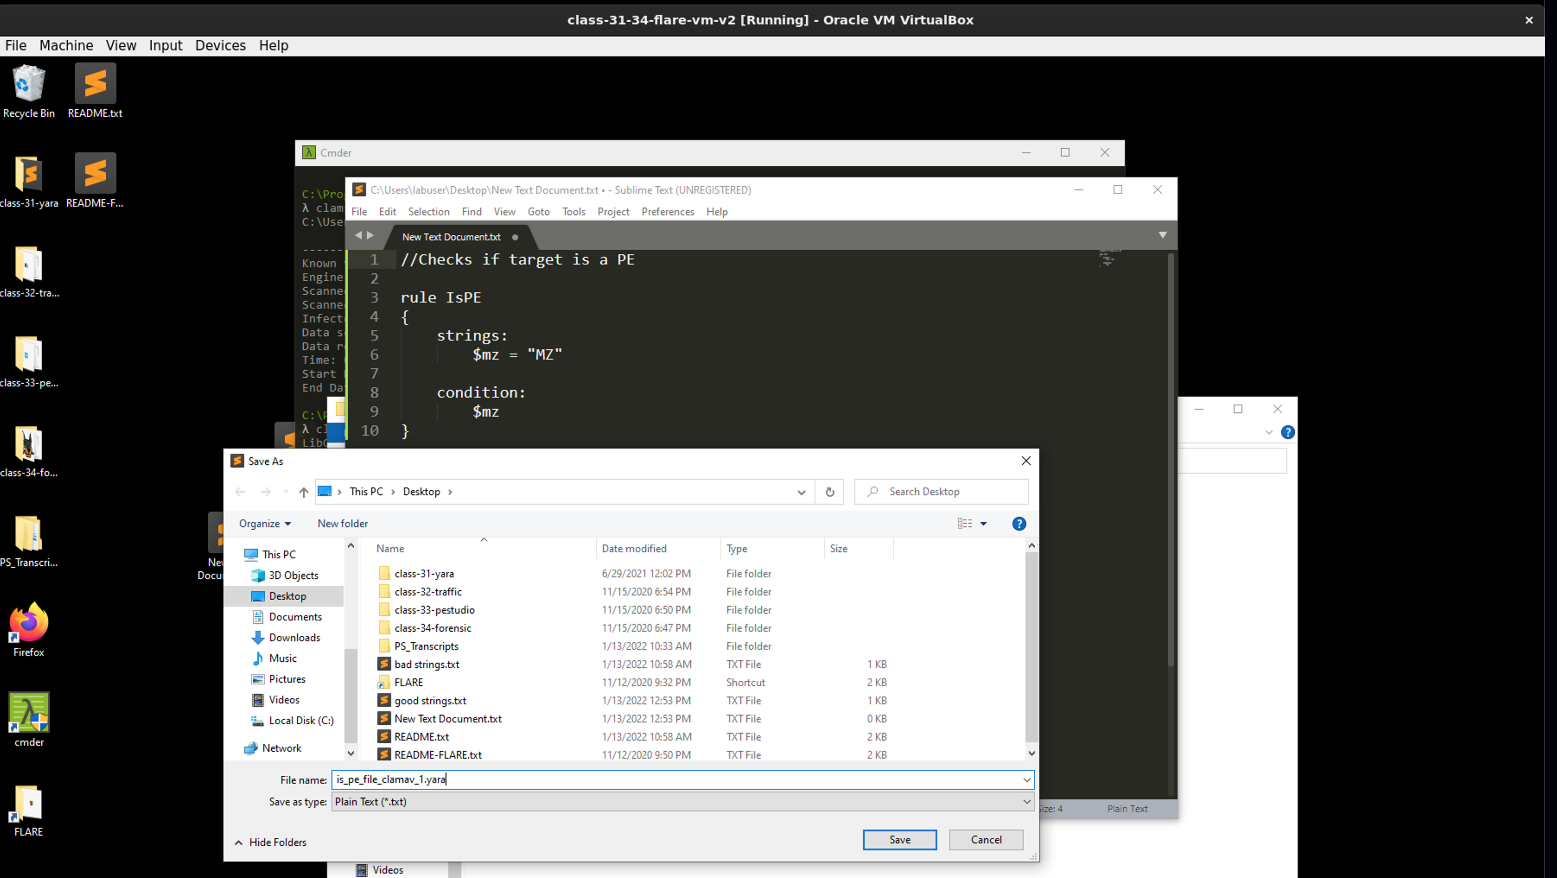 class-31-34-flare-vm-v2 [Running] - Oracle VM VirtualBox
File Machine View Input Devices Help
Recycle Bin
README.txt
class-31-yara
README-F...
class-32-tra...
class-33-pe...
class-34-fo...
PS_Transcri...
Firefox
cmder
FLARE
Cmder
C:\Pro
λ clam
C:\Use
Known
Engine
Scanne
Scanne
Infect
Data s
Data r
Time:
Start
End Da
λ cl
C:\Users\labuser\Desktop\New Text Document.txt • - Sublime Text (UNREGISTERED)
File Edit Selection Find View Goto Tools Project Preferences Help
New Text Document.txt
1 //Checks if target is a PE
2
3 rule IsPE
4 {
5 strings:
6 $mz = "MZ"
7
8 condition:
9 $mz
10 }
Save As
This PC › Desktop ›
Search Desktop
Organize
New folder
This PC
3D Objects
Desktop
Documents
Downloads
Music
Pictures
Videos
Local Disk (C:)
Network
Name Date modified Type Size
class-31-yara 6/29/2021 12:02 PM File folder
class-32-traffic 11/15/2020 6:54 PM File folder
class-33-pestudio 11/15/2020 6:50 PM File folder
class-34-forensic 11/15/2020 6:47 PM File folder
PS_Transcripts 1/13/2022 10:33 AM File folder
bad strings.txt 1/13/2022 10:58 AM TXT File 1 KB
FLARE 11/12/2020 9:32 PM Shortcut 2 KB
good strings.txt 1/13/2022 12:53 PM TXT File 1 KB
New Text Document.txt 1/13/2022 12:53 PM TXT File 0 KB
README.txt 1/13/2022 10:58 AM TXT File 2 KB
README-FLARE.txt 11/12/2020 9:50 PM TXT File 2 KB
File name: is_pe_file_clamav_1.yara
Save as type: Plain Text (*.txt)
Hide Folders
Save
Cancel
Size: 4
Plain Text
Videos